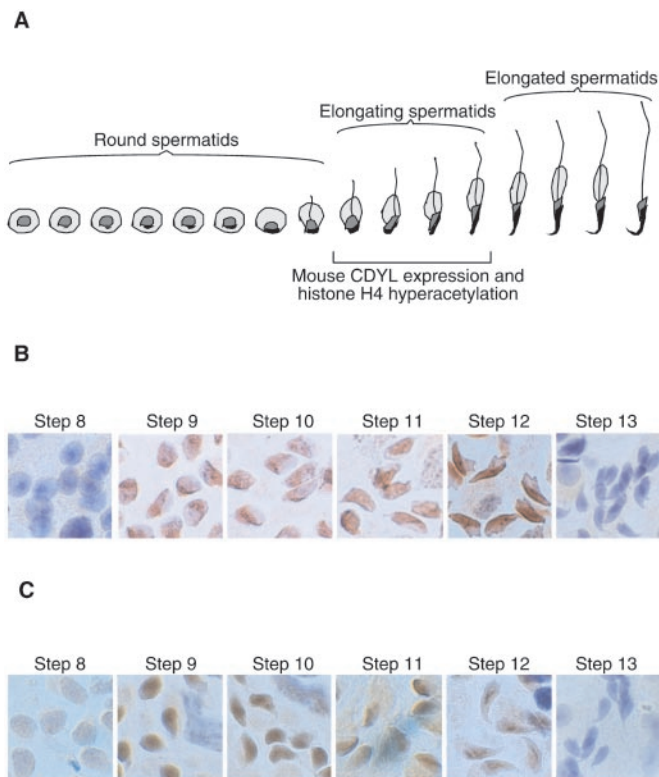 A
Elongated spermatids
Elongating spermatids
Round spermatids
Mouse CDYL expression and
histone H4 hyperacetylation
B
Step 8 Step 9 Step 10 Step 11 Step 12 Step 13
C
Step 8 Step 9 Step 10 Step 11 Step 12 Step 13